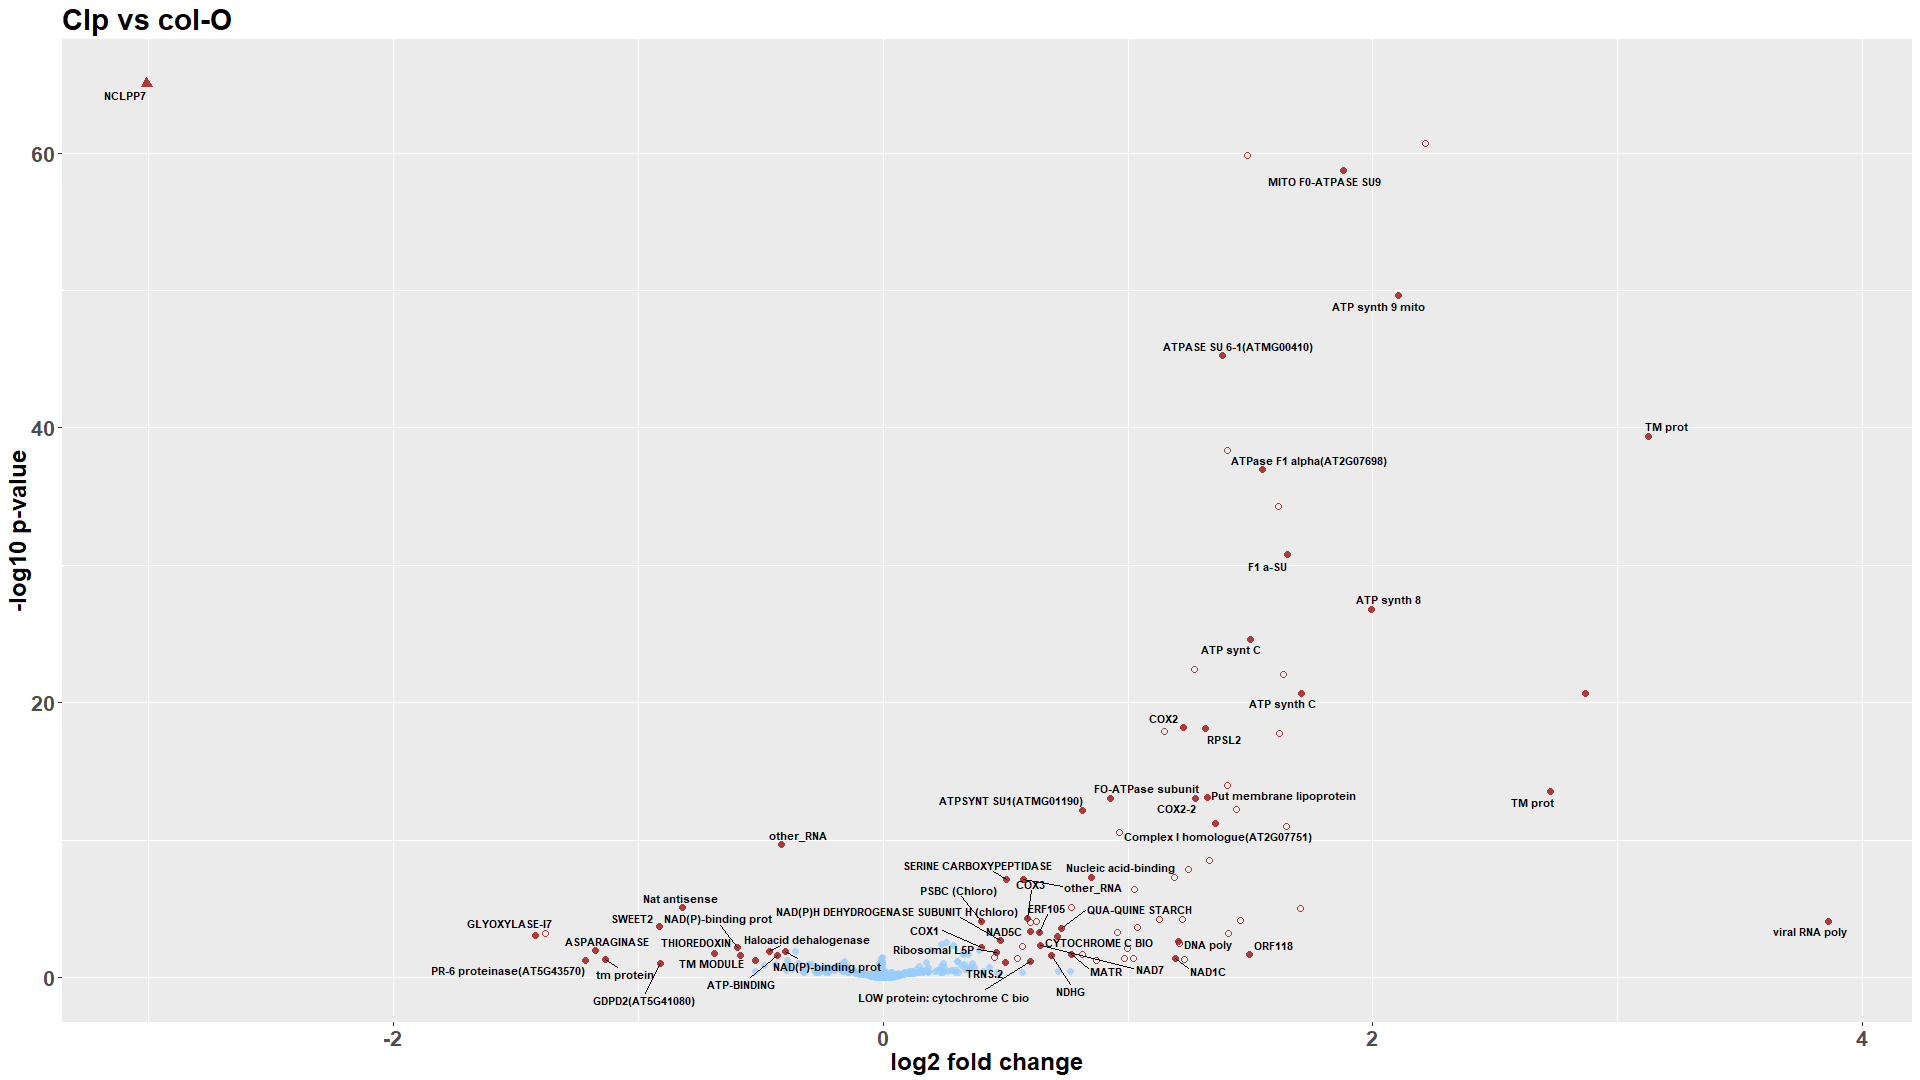 Clp vs col-O
NCLPP7
60
MITO F0-ATPASE SU9
ATP synth 9 mito
ATPASE SU 6-1(ATMG00410)
40
TM prot
ATPase F1 alpha(AT2G07698)
F1 a-SU
ATP synth 8
ATP synt C
20
ATP synth C
COX2
RPSL2
FO-ATPase subunit
Put membrane lipoprotein
ATPSYNT SU1(ATMG01190)
COX2-2
TM prot
other_RNA
Complex I homologue(AT2G07751)
SERINE CARBOXYPEPTIDASE
Nucleic acid-binding
COX3
other_RNA
PSBC (Chloro)
Nat antisense
NAD(P)H DEHYDROGENASE SUBUNIT H (chloro)
ERF105
QUA-QUINE STARCH
GLYOXYLASE-I7
SWEET2
NAD(P)-binding prot
COX1
NAD5C
viral RNA poly
ASPARAGINASE
THIOREDOXIN
Haloacid dehalogenase
Ribosomal L5P
CYTOCHROME C BIO
DNA poly
ORF118
TM MODULE
NAD(P)-binding prot
PR-6 proteinase(AT5G43570)
tm protein
TRNS.2
MATR
NAD7
NAD1C
0
ATP-BINDING
GDPD2(AT5G41080)
LOW protein: cytochrome C bio
NDHG
-2
0
2
4
log2 fold change
-log10 p-value